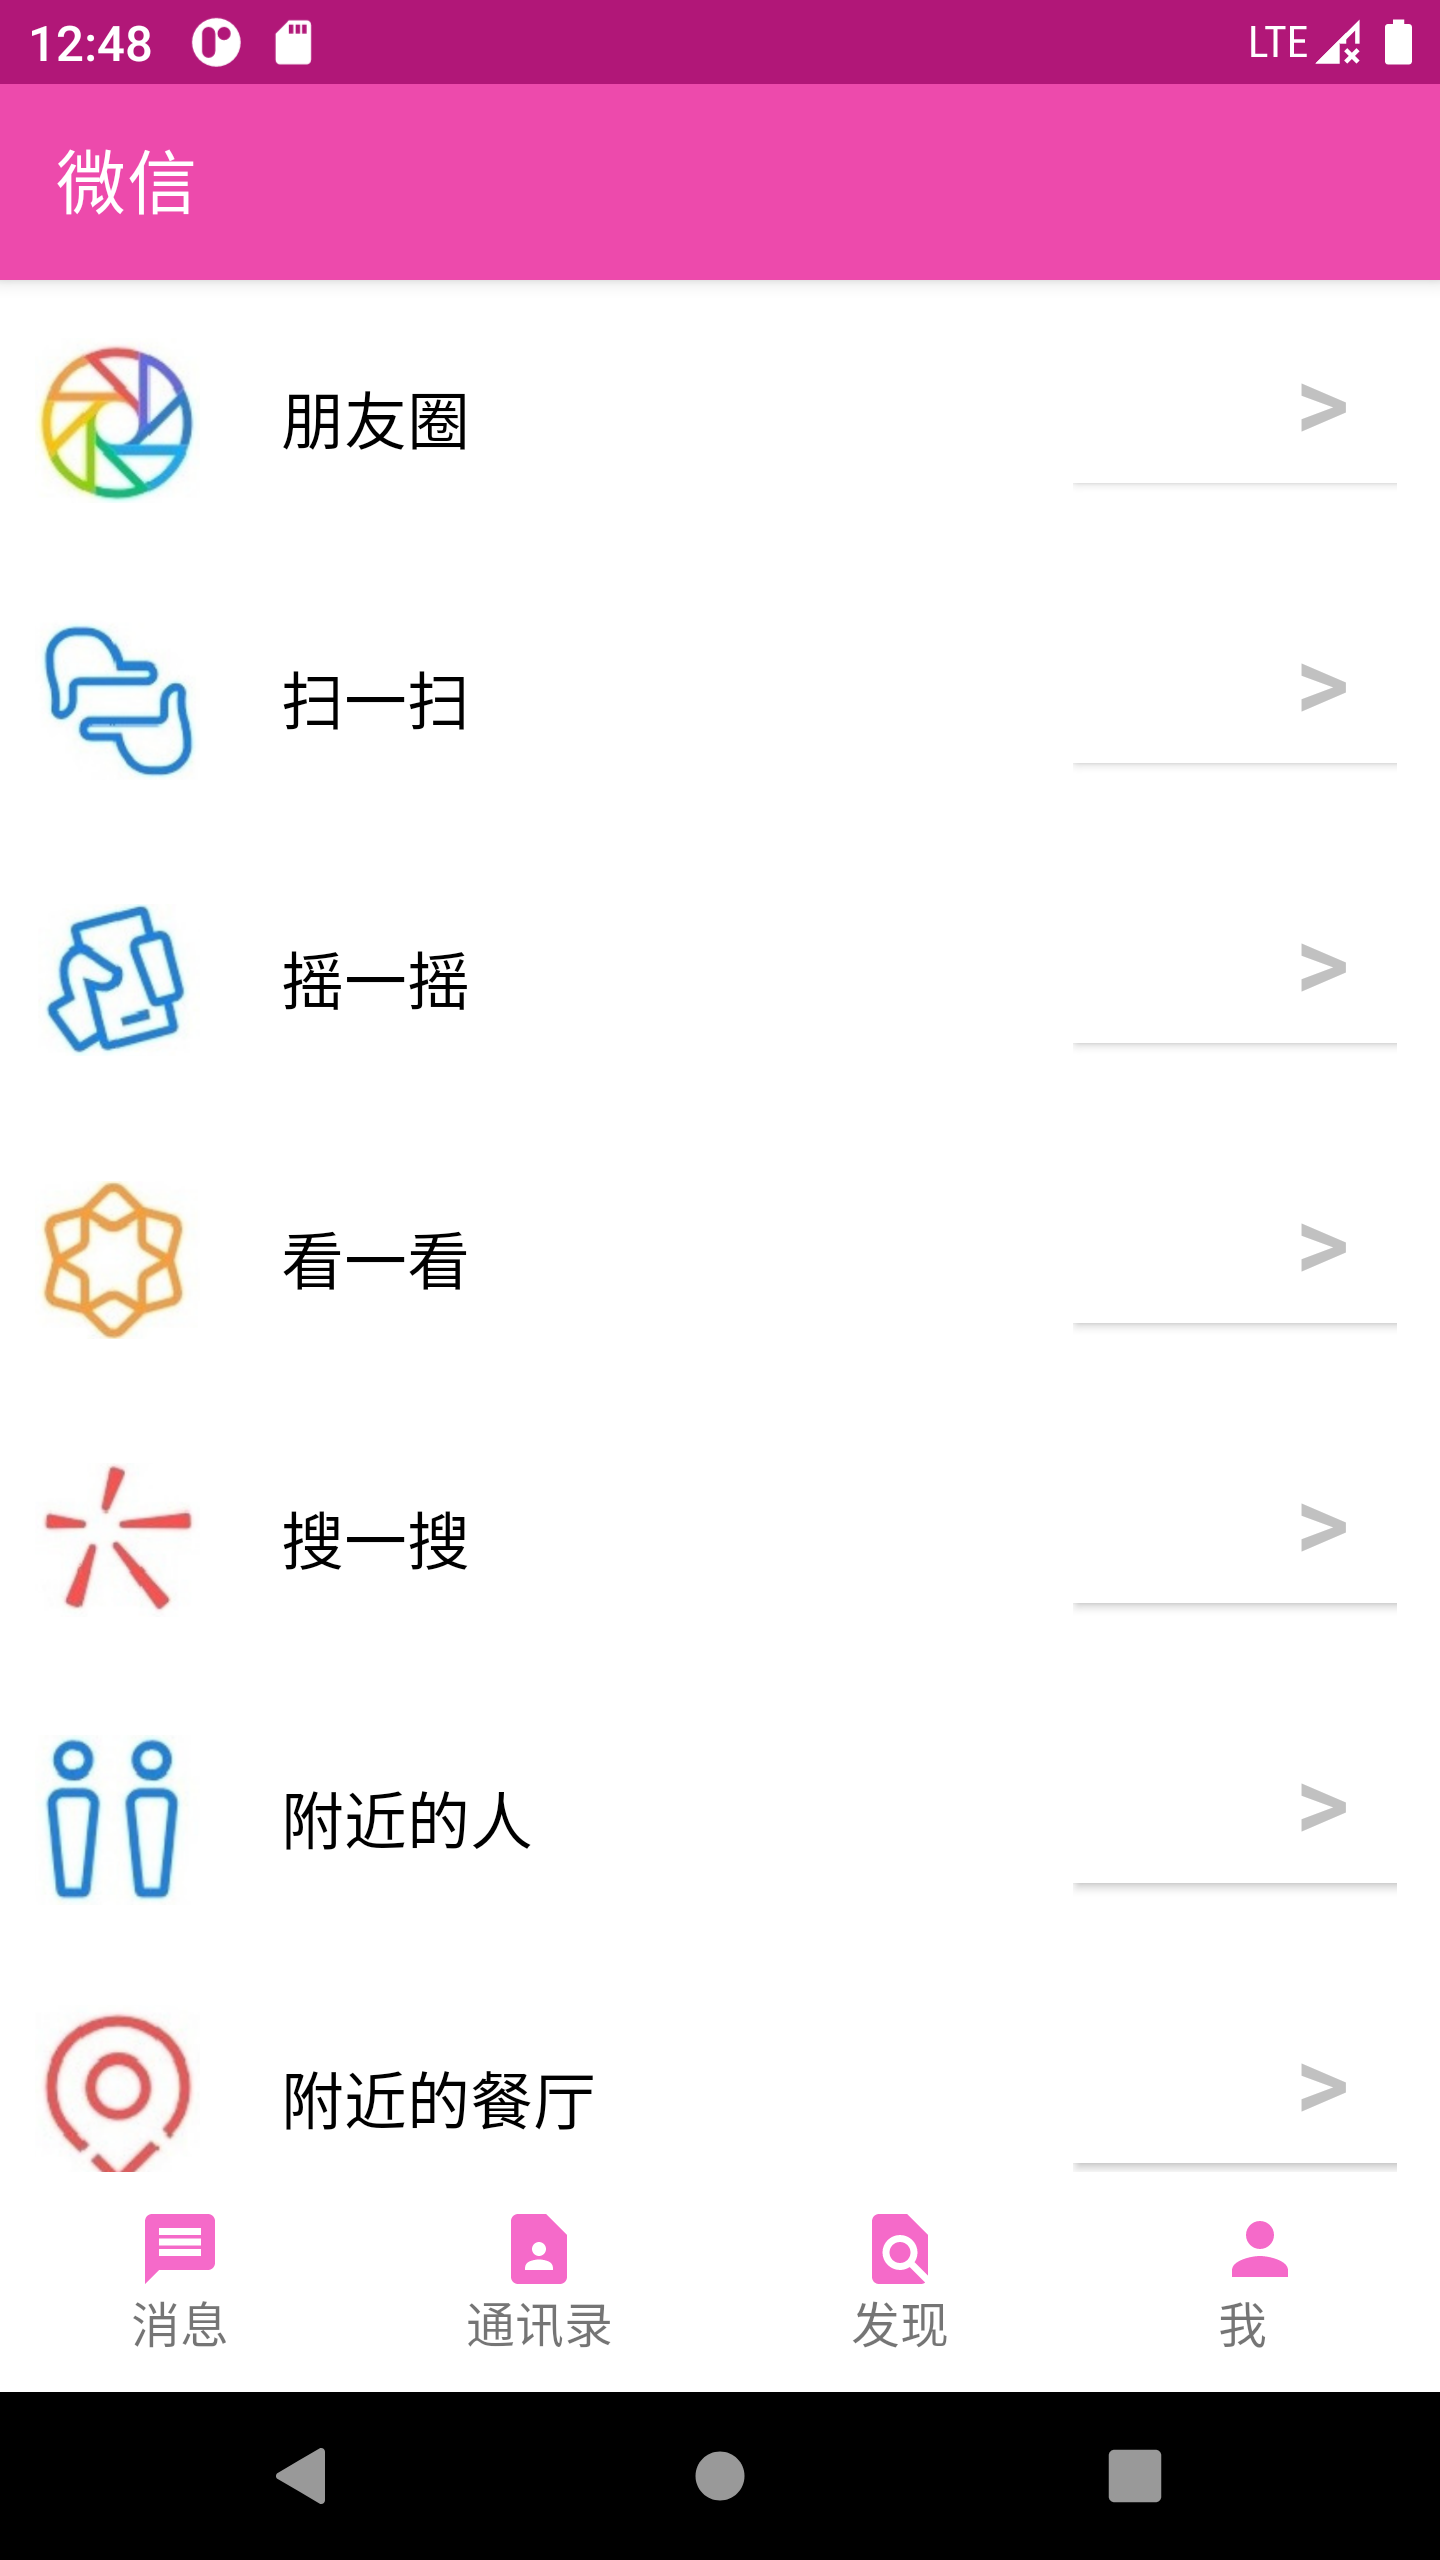 12:48 LTE
微信
朋友圈 >
扫一扫 >
摇一摇 >
看一看 >
搜一搜 >
附近的人 >
附近的餐厅 >
消息 通讯录 发现 我